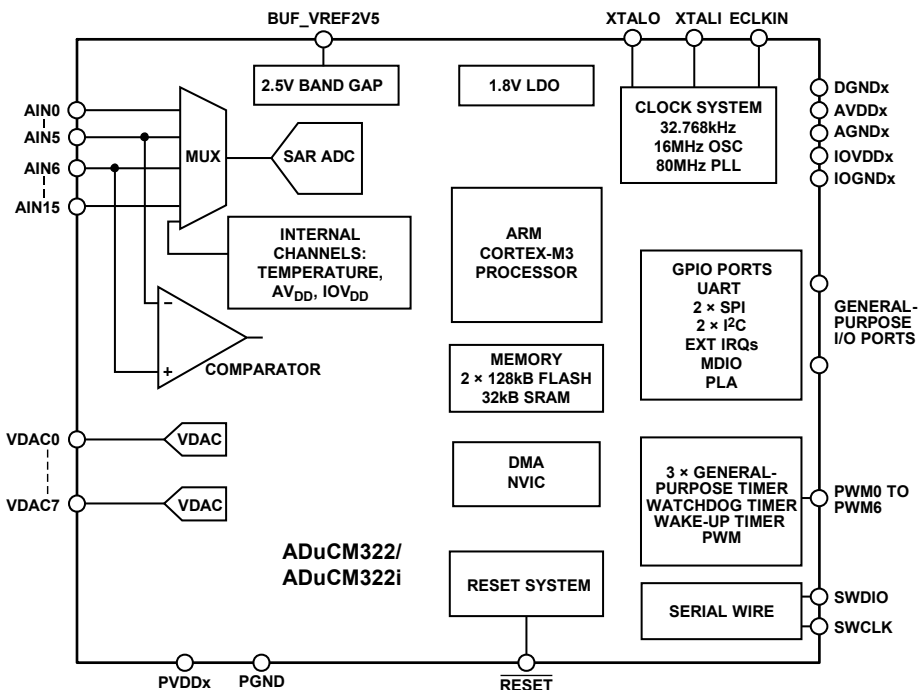 BUF_VREF2V5
XTALO
XTALI
ECLKIN
2.5V BAND GAP
1.8V LDO
CLOCK SYSTEM
32.768kHz
16MHz OSC
80MHz PLL
DGNDx
AVDDx
AGNDx
IOVDDx
IOGNDx
AIN0
AIN5
AIN6
AIN15
MUX
SAR ADC
INTERNAL
CHANNELS:
TEMPERATURE,
AVDD, IOVDD
ARM
CORTEX-M3
PROCESSOR
GPIO PORTS
UART
2 × SPI
2 × I2C
EXT IRQs
MDIO
PLA
GENERAL-
PURPOSE
I/O PORTS
−
+
COMPARATOR
MEMORY
2 × 128kB FLASH
32kB SRAM
VDAC0
VDAC
VDAC7
VDAC
DMA
NVIC
3 × GENERAL-
PURPOSE TIMER
WATCHDOG TIMER
WAKE-UP TIMER
PWM
PWM0 TO
PWM6
ADuCM322/
ADuCM322i
RESET SYSTEM
SERIAL WIRE
SWDIO
SWCLK
PVDDx
PGND
RESET